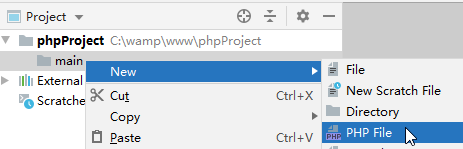 Project
phpProject C:\wamp\www\phpProject
main
External
Scratche
New
Cut Ctrl+X
Copy
Paste Ctrl+V
File
New Scratch File
Directory
PHP File